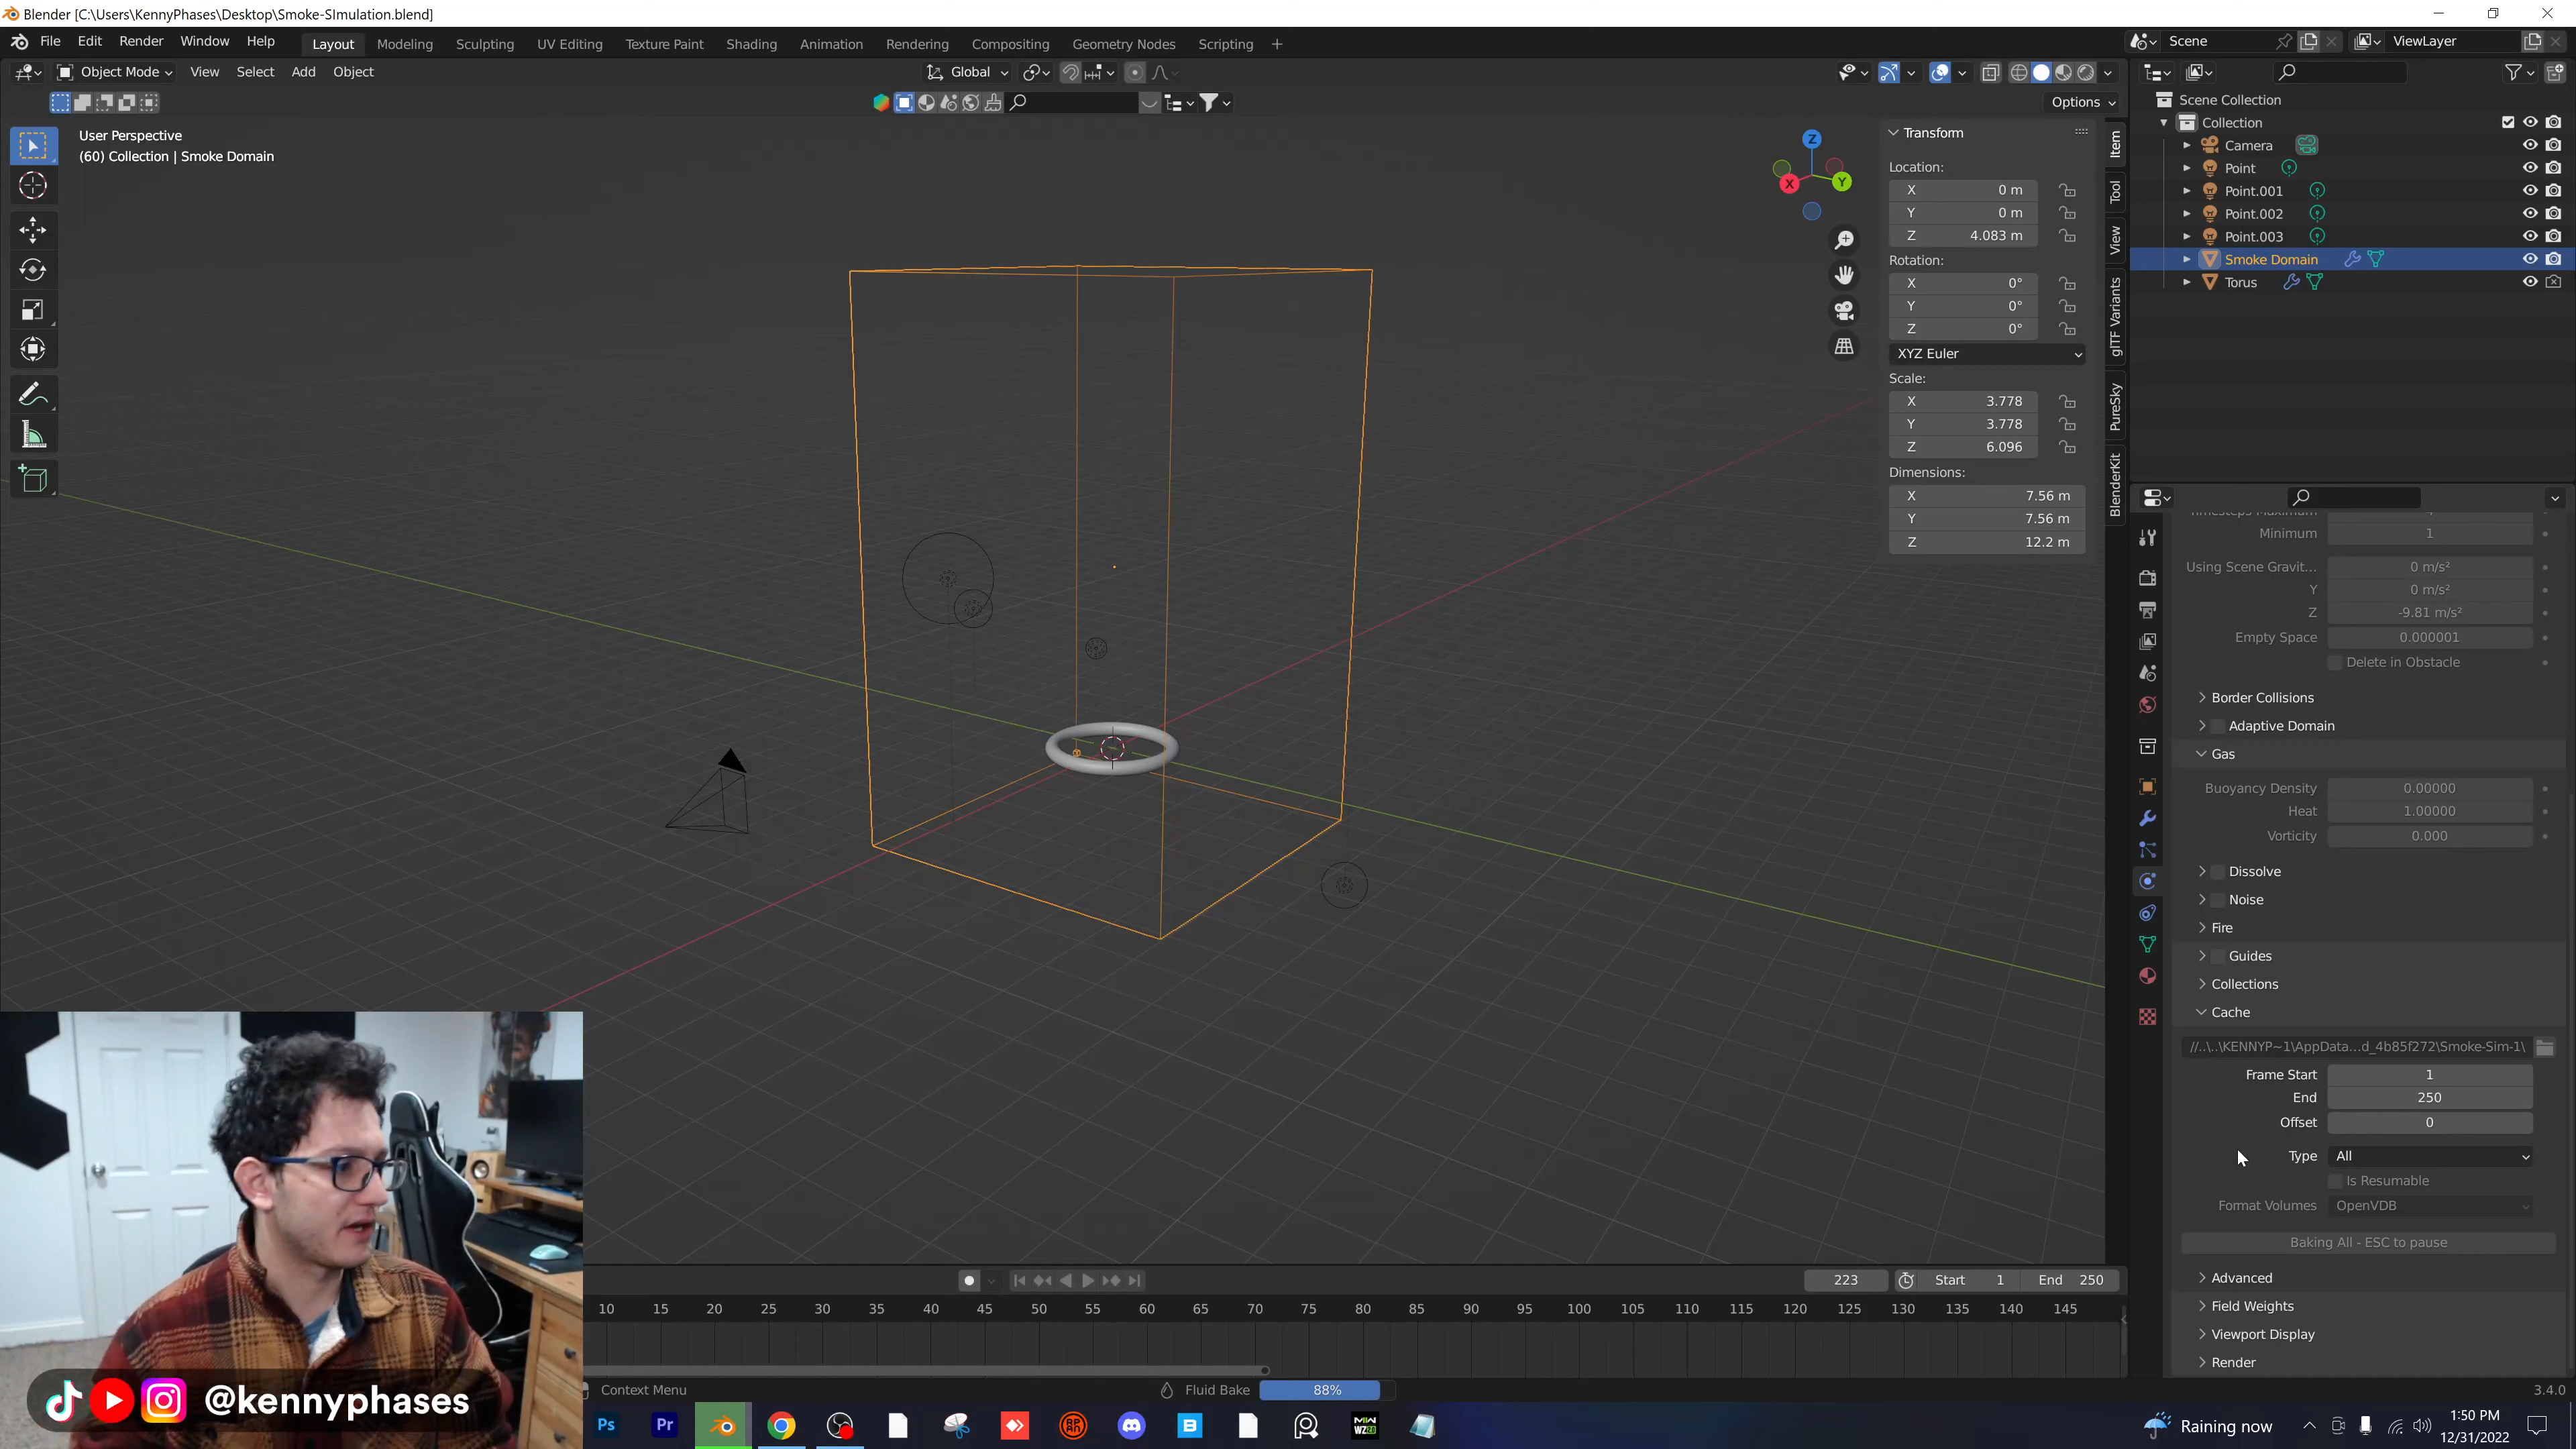 Blender [C:\Users\KennyPhases\Desktop\Smoke-SImulation.blend]
File Edit Render Window Help Layout Modeling Sculpting UV Editing Texture Paint Shading Animation Rendering Compositing Geometry Nodes Scripting + Scene ViewLayer
Object Mode View Select Add Object Global
Options
User Perspective
(60) Collection | Smoke Domain
Transform
Location:
X 0 m
Y 0 m
Z 4.083 m
Rotation:
X 0°
Y 0°
Z 0°
XYZ Euler
Scale:
X 3.778
Y 3.778
Z 6.096
Dimensions:
X 7.56 m
Y 7.56 m
Z 12.2 m
Item
Tool
View
glTF Variants
PureSky
BlenderKit
Z
X
Y
Scene Collection
Collection
Camera
Point
Point.001
Point.002
Point.003
Smoke Domain
Torus
Minimum 1
Using Scene Gravit... 0 m/s²
Y 0 m/s²
Z -9.81 m/s²
Empty Space 0.000001
Delete in Obstacle
Border Collisions
Adaptive Domain
Gas
Buoyancy Density 0.00000
Heat 1.00000
Vorticity 0.000
Dissolve
Noise
Fire
Guides
Collections
Cache
//..\..\KENNYP~1\AppData...d_4b85f272\Smoke-Sim-1\
Frame Start 1
End 250
Offset 0
Type All
Is Resumable
Format Volumes OpenVDB
Baking All - ESC to pause
Advanced
Field Weights
Viewport Display
Render
223 Start 1 End 250
10 15 20 25 30 35 40 45 50 55 60 65 70 75 80 85 90 95 100 105 110 115 120 125 130 135 140 145
Context Menu Fluid Bake 88% 3.4.0
@kennyphases
Ps Pr
Raining now
1:50 PM
12/31/2022